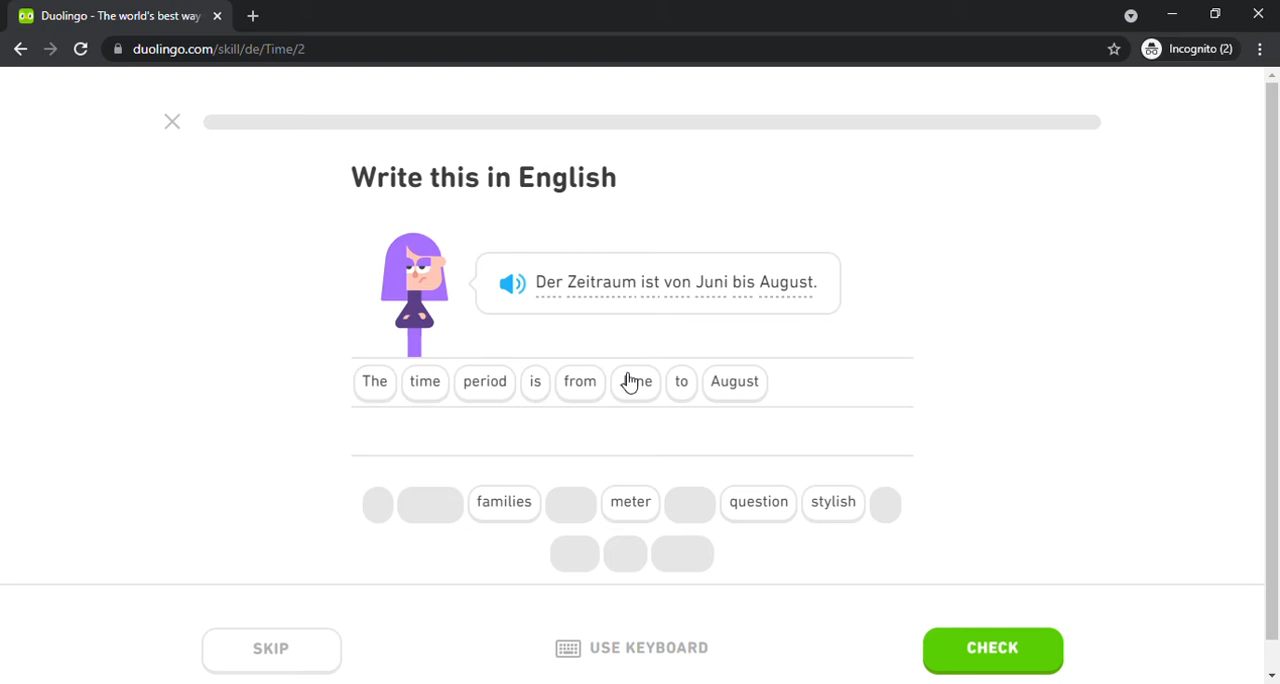 Duolingo - The world's best way
duolingo.com/skill/de/Time/2
Incognito (2)
Write this in English
Der Zeitraum ist von Juni bis August.
The time period is from to August
families meter question stylish
SKIP
USE KEYBOARD
CHECK